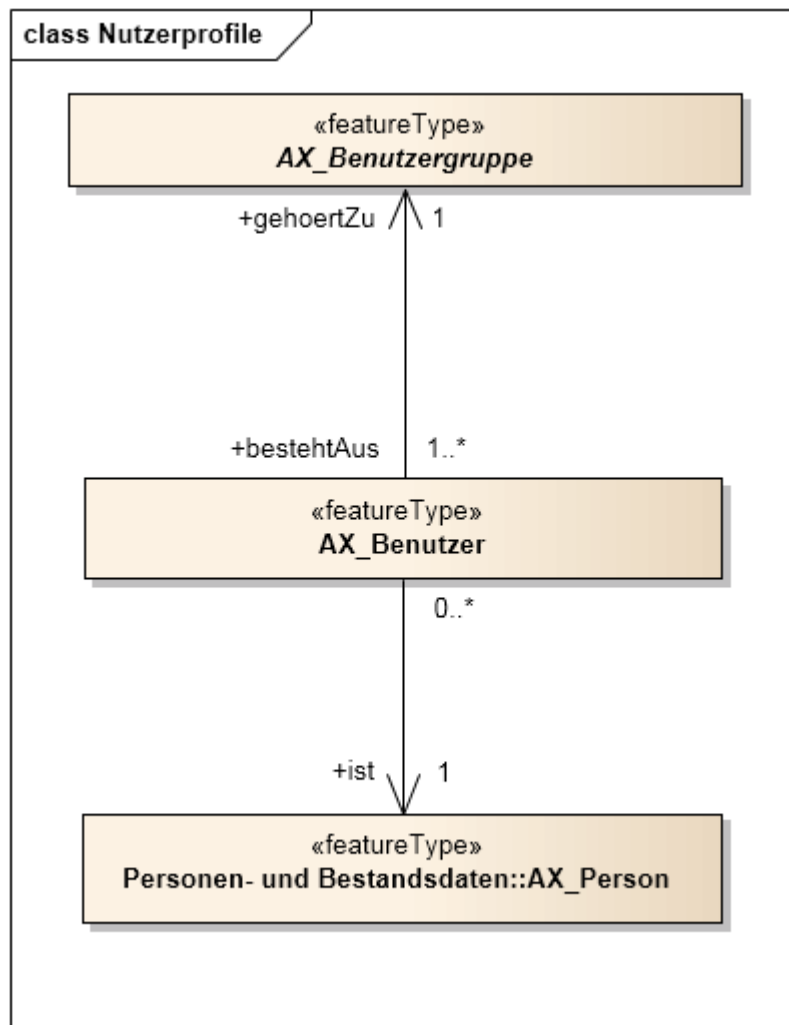 class Nutzerprofile
«featureType»
AX_Benutzergruppe
+gehoertZu 1
+bestehtAus 1..*
«featureType»
AX_Benutzer
0..*
+ist 1
«featureType»
Personen- und Bestandsdaten::AX_Person